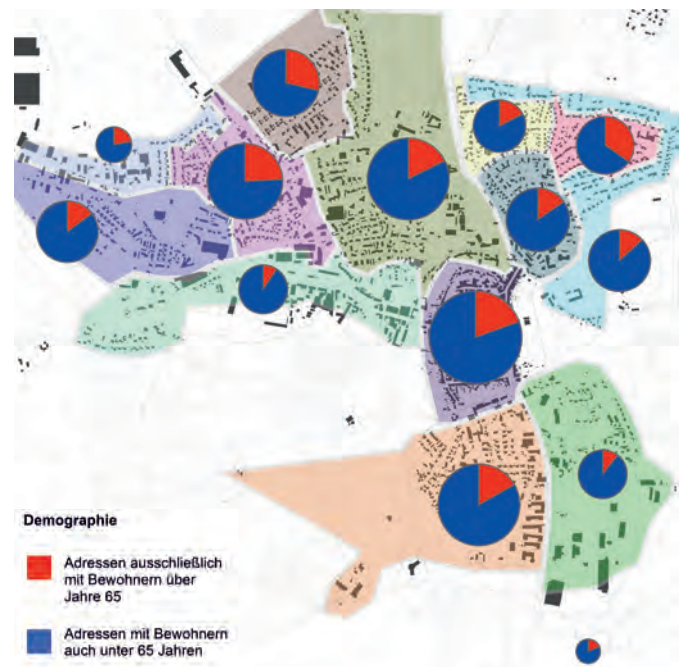 Demographie
Adressen ausschließlich
mit Bewohnern über
Jahre 65
Adressen mit Bewohnern
auch unter 65 Jahren